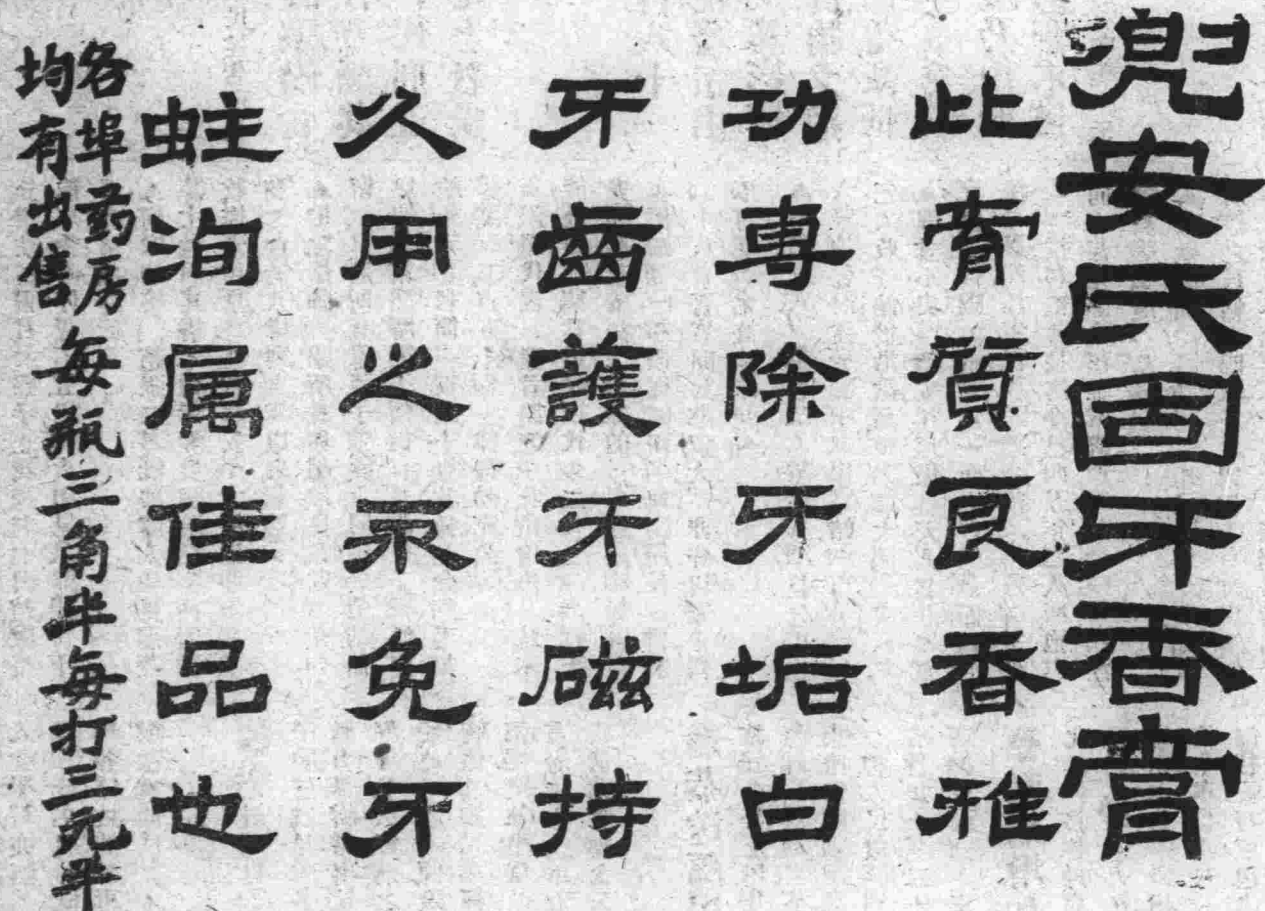 兜安氏固牙香膏
此膏質良香雅
功專除牙垢白
牙齒護牙磁持
久用之永免牙
蛀洵属佳品也
各埠药房
均有出售
每瓶三角半每打三元半